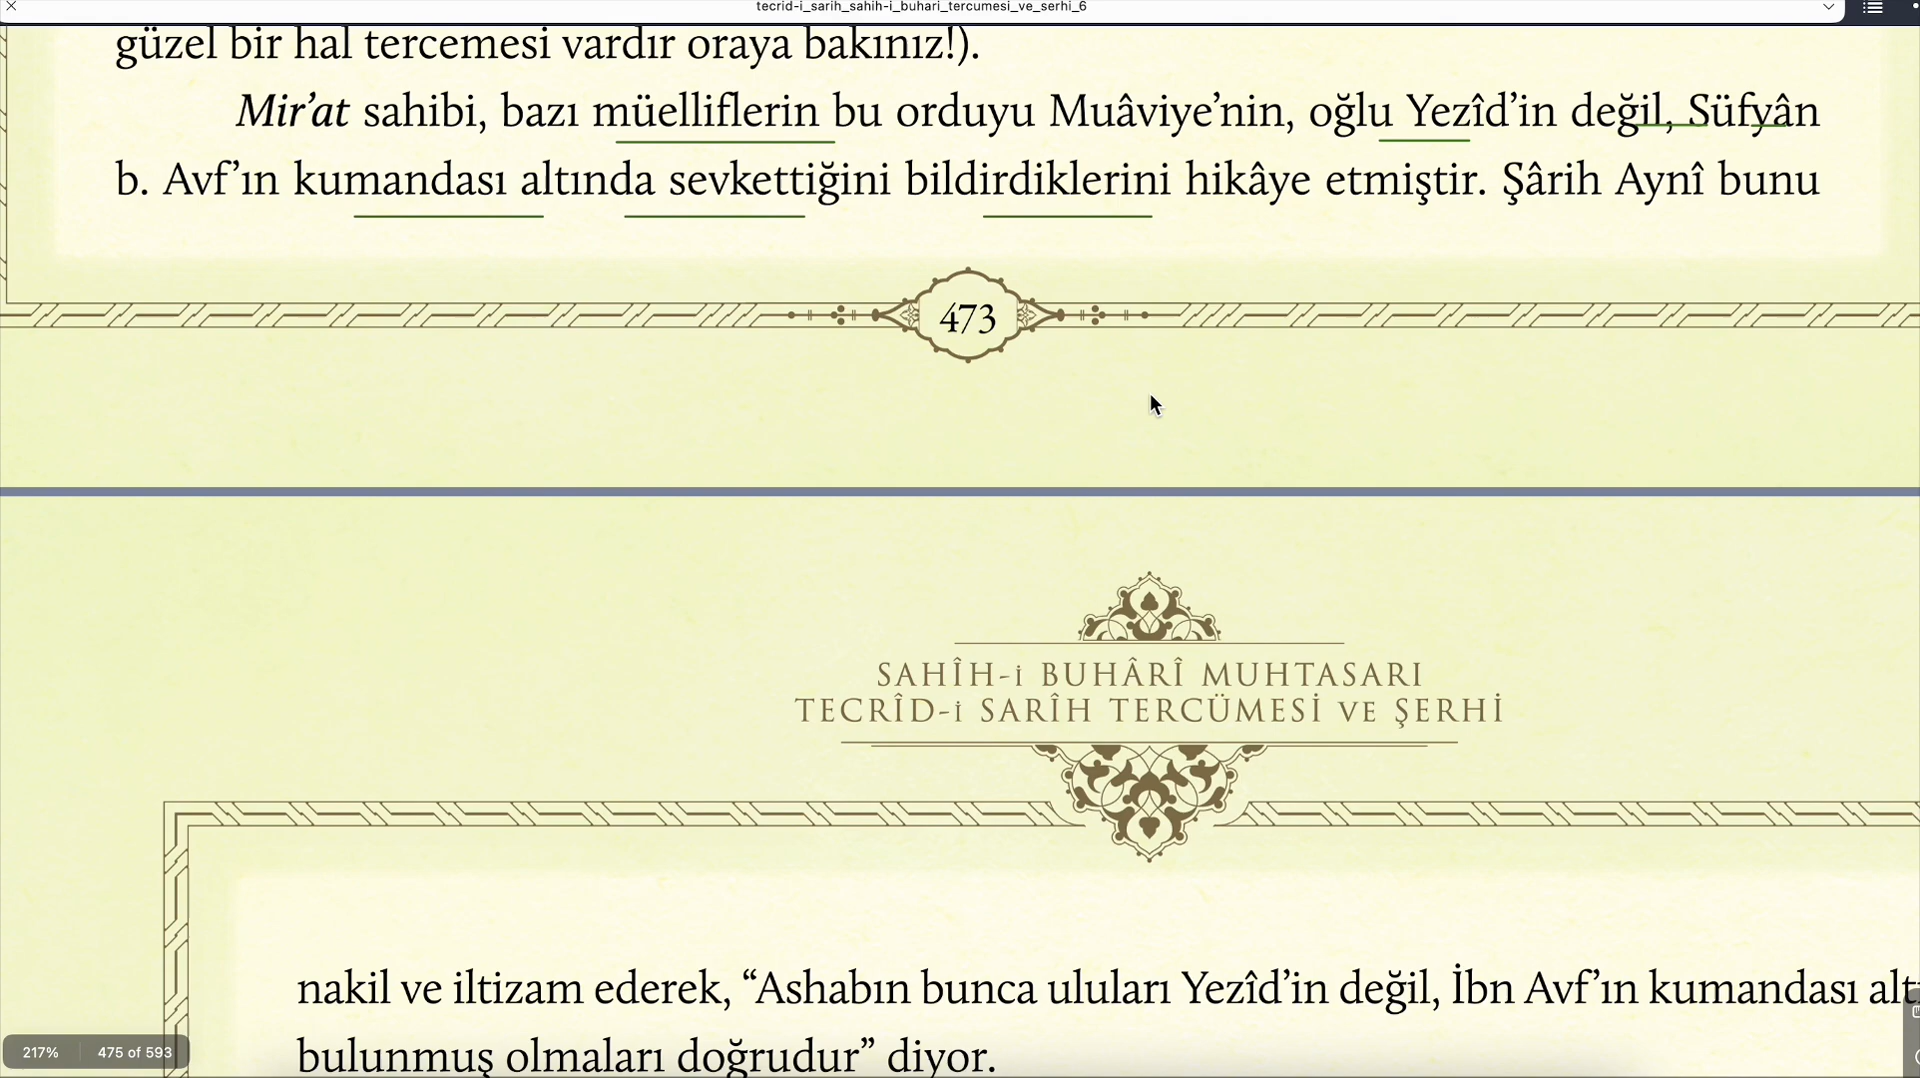 tecrid-i_sarih_sahih-i_buhari_tercumesi_ve_serhi_6
güzel bir hal tercemesi vardır oraya bakınız!).
Mir’at sahibi, bazı müelliflerin bu orduyu Muâviye’nin, oğlu Yezîd’in değil, Süfyân
b. Avf’ın kumandası altında sevkettiğini bildirdiklerini hikâye etmiştir. Şârih Aynî bunu
473
SAHÎH-i BUHÂRÎ MUHTASARI
TECRÎD-i SARÎH TERCÜMESİ VE ŞERHİ
nakil ve iltizam ederek, “Ashabın bunca uluları Yezîd’in değil, İbn Avf’ın kumandası altı
bulunmuş olmaları doğrudur” diyor.
217% 475 of 593